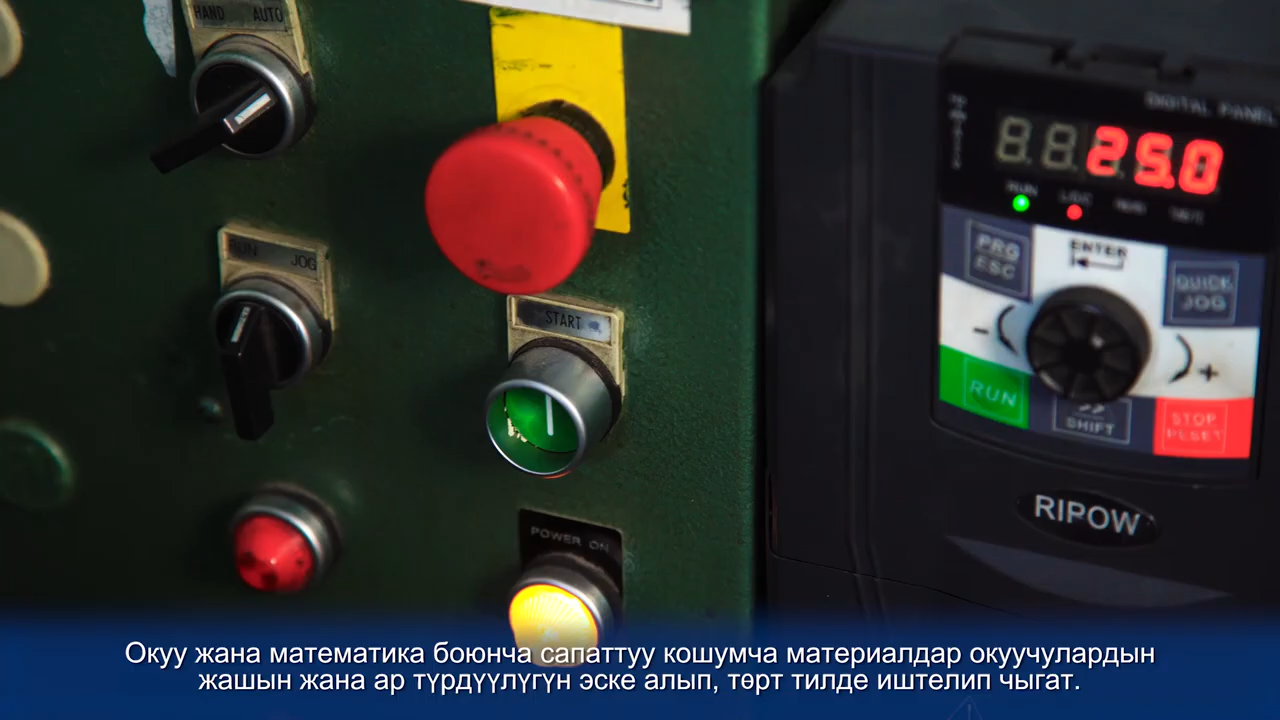 HAND AUTO
DIGITAL PANEL
25.0
RUN
PRG
ESC
ENTER
QUICK
JOG
- +
RUN
SHIFT
STOP
RESET
RIPOW
RUN JOG
START
POWER ON
Окуу жана математика боюнча сапаттуу кошумча материалдар окуучулардын
жашын жана ар түрдүүлүгүн эске алып, төрт тилде иштелип чыгат.